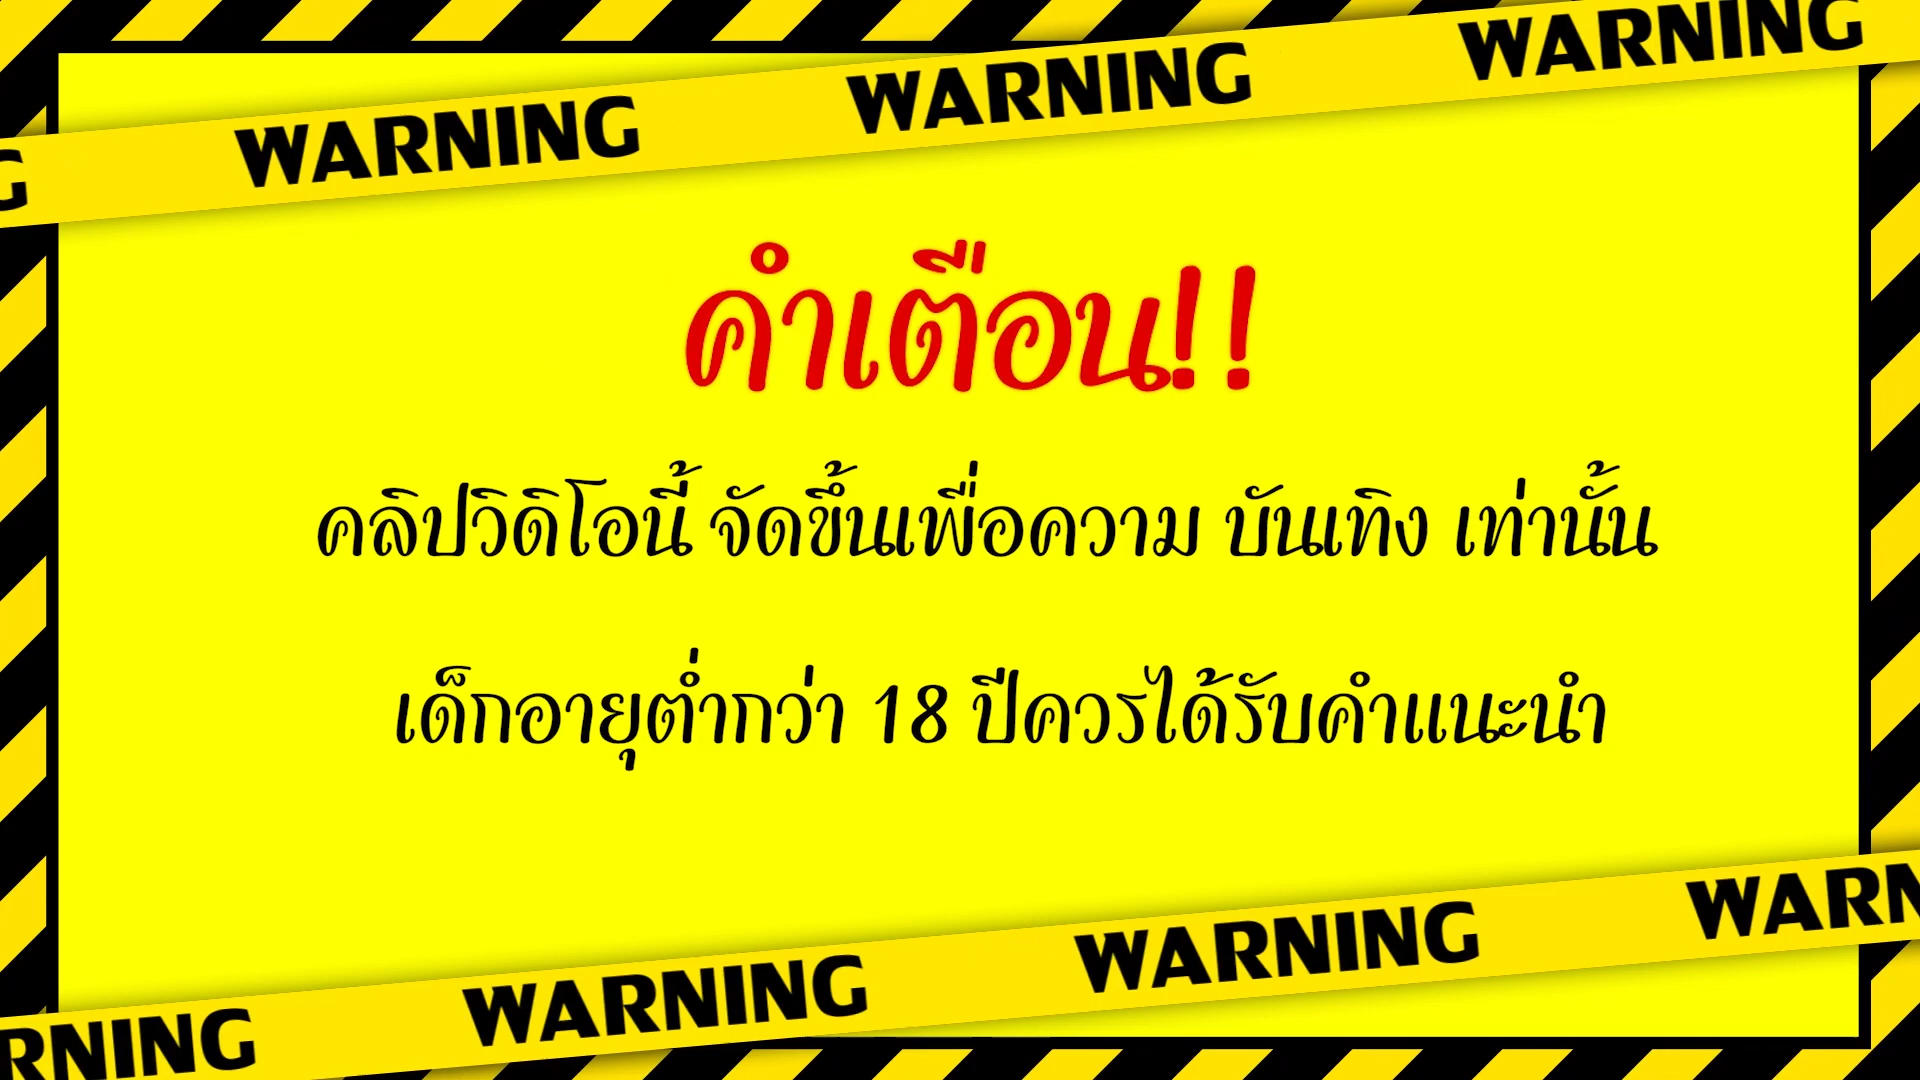 WARNING WARNING WARNING
คำเตือน!!
คลิปวิดิโอนี้ จัดขึ้นเพื่อความ บันเทิง เท่านั้น
เด็กอายุต่ำกว่า 18 ปีควรได้รับคำแนะนำ
RNING WARNING WARNING WARN